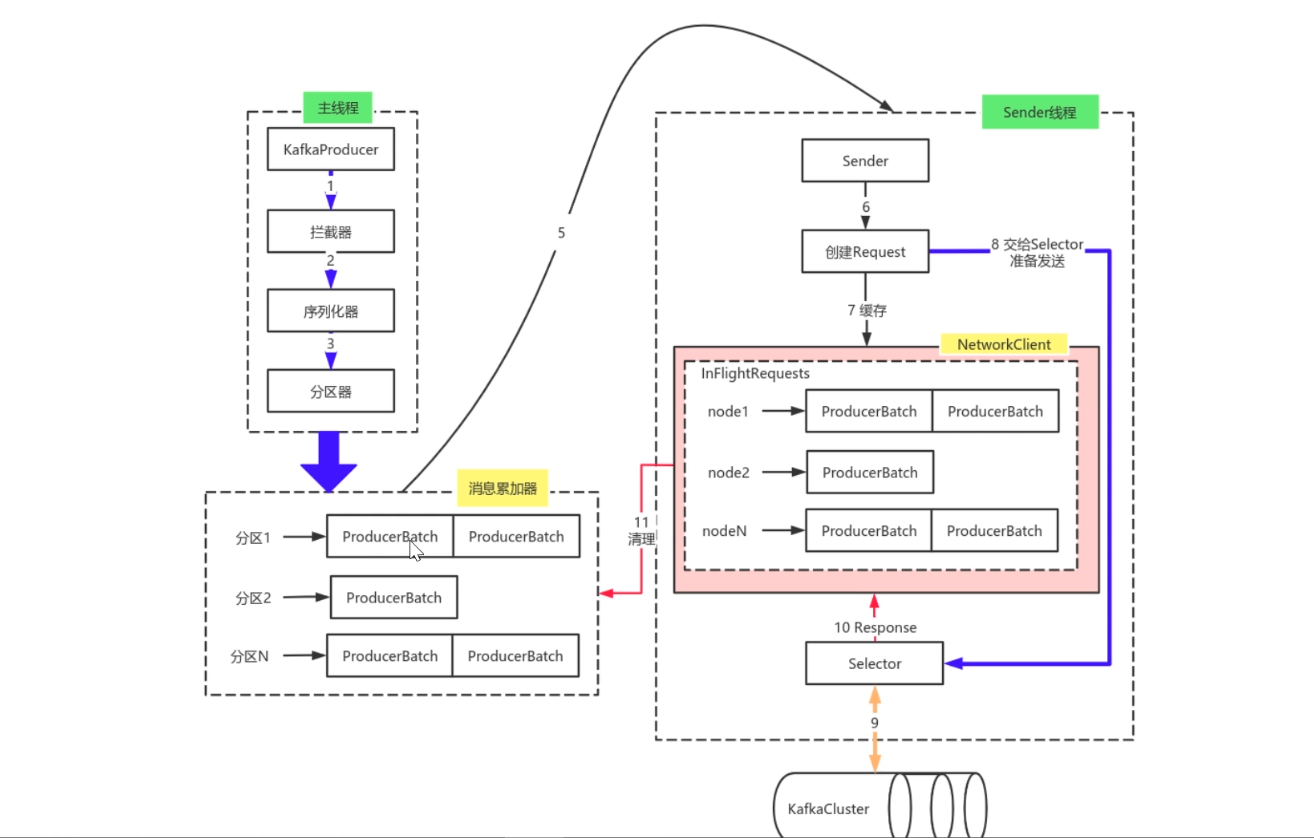 主线程
KafkaProducer
1
拦截器
2
序列化器
3
分区器
消息累加器
分区1
ProducerBatch
ProducerBatch
分区2
ProducerBatch
分区N
ProducerBatch
ProducerBatch
5
Sender线程
Sender
6
创建Request
8 交给Selector
准备发送
7 缓存
NetworkClient
InFlightRequests
node1
ProducerBatch
ProducerBatch
node2
ProducerBatch
nodeN
ProducerBatch
ProducerBatch
11
清理
10 Response
Selector
9
KafkaCluster